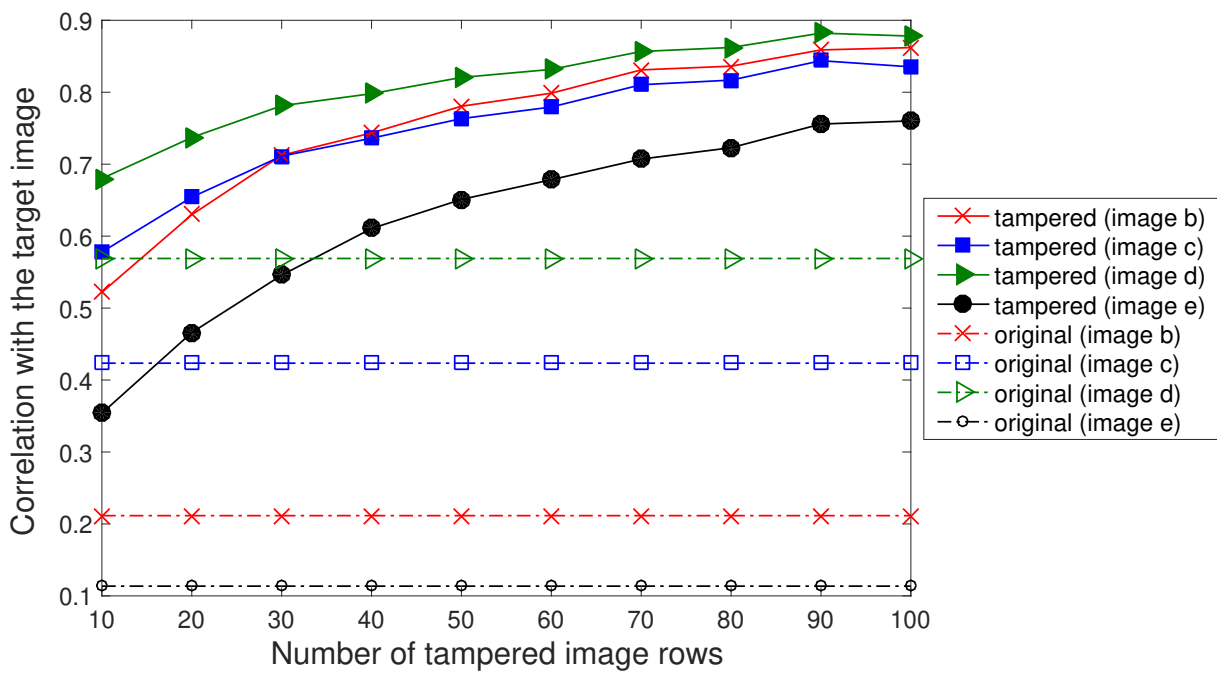 0.9
0.8
0.7
0.6
0.5
0.4
0.3
0.2
0.1
Correlation with the target image
10 20 30 40 50 60 70 80 90 100
Number of tampered image rows
tampered (image b)
tampered (image c)
tampered (image d)
tampered (image e)
original (image b)
original (image c)
original (image d)
original (image e)